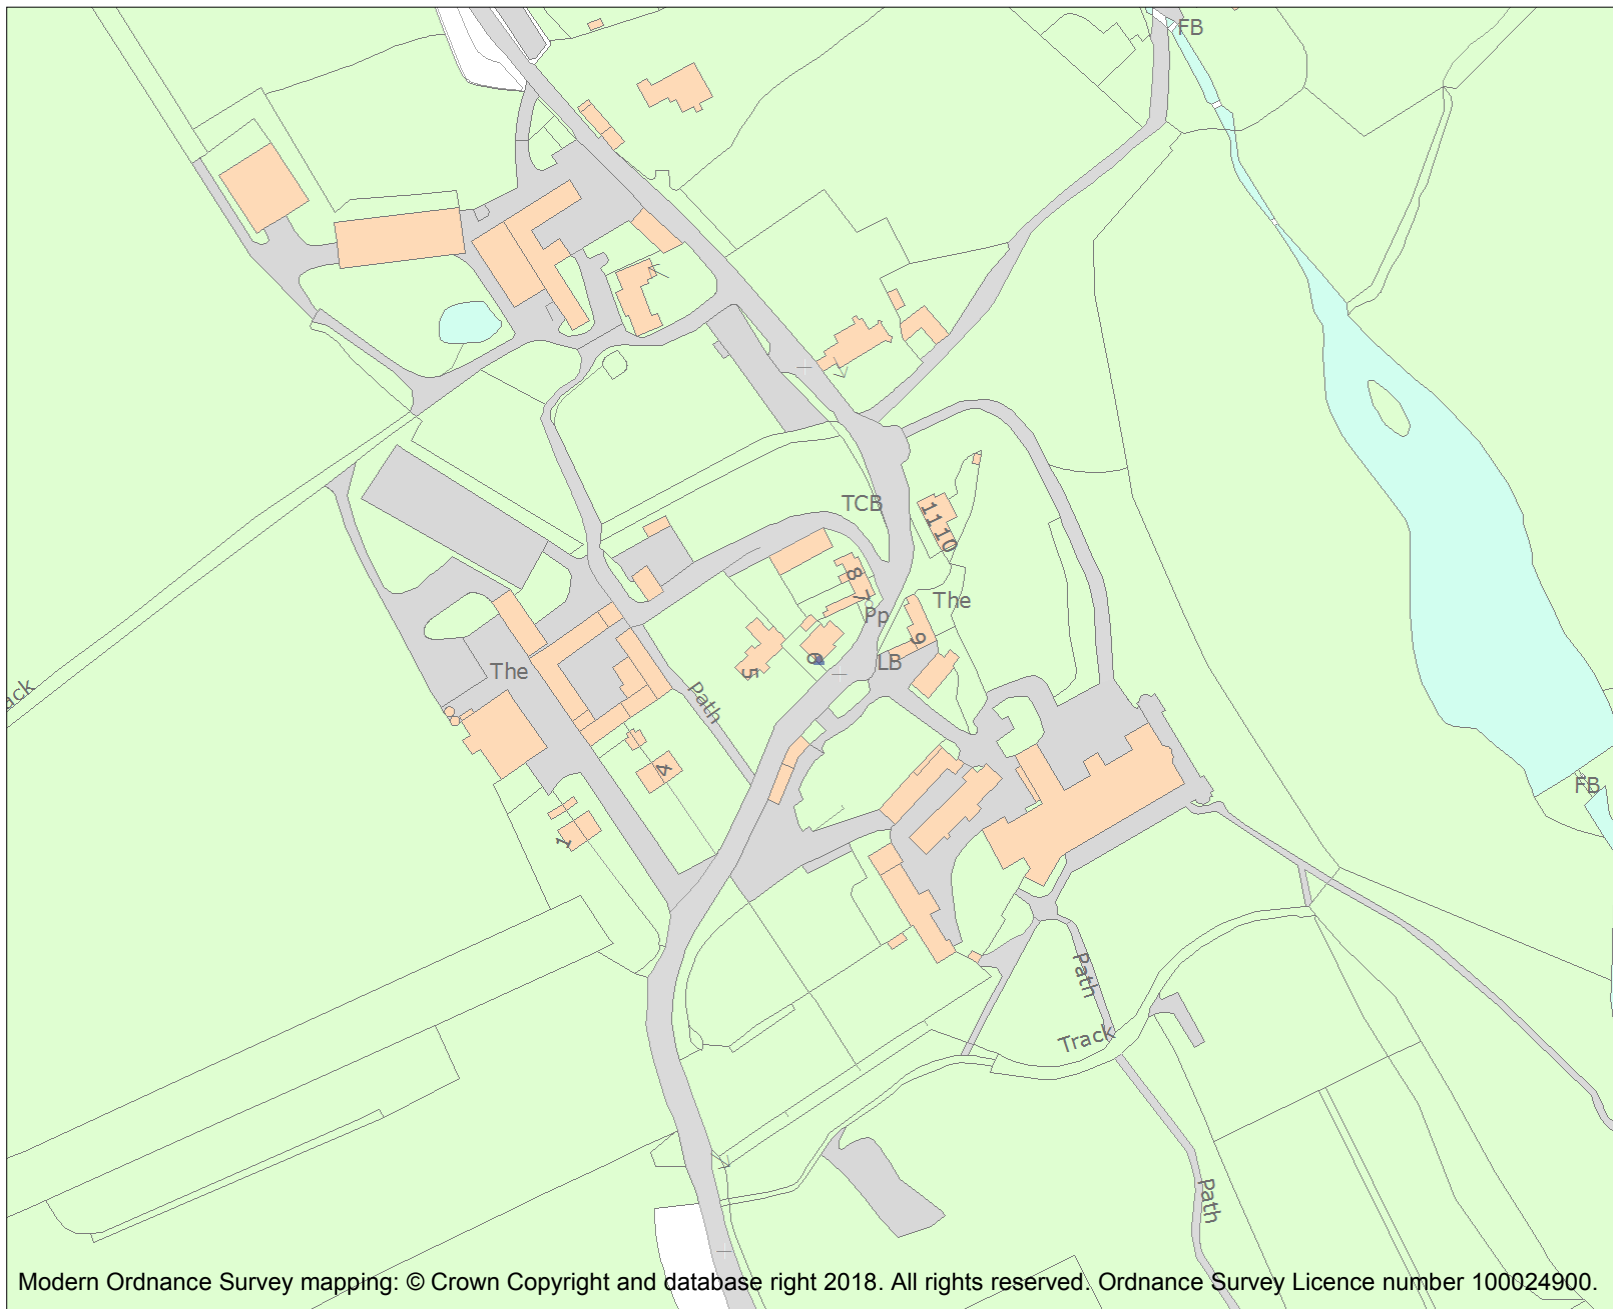 FB
TCB
11 10
8
7
The
Pp
9
6
LB
5
The
ack
Path
4
FB
1
Path
Track
Path
Modern Ordnance Survey mapping: © Crown Copyright and database right 2018. All rights reserved. Ordnance Survey Licence number 100024900.